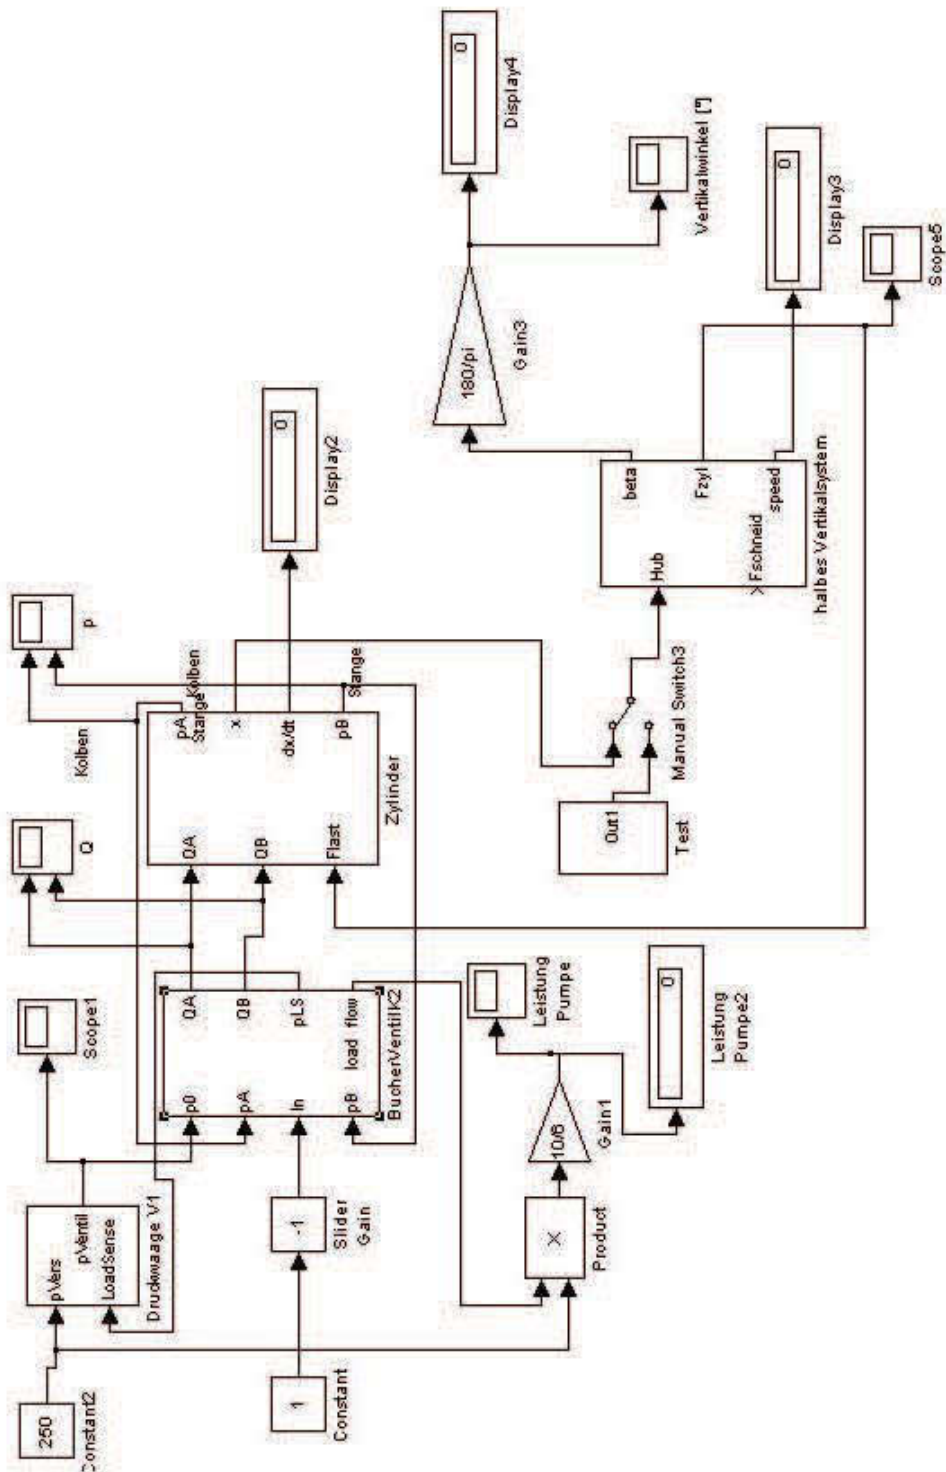 250
Constant2
pVers
pVentil
LoadSense
Druckwaage V1
Scope1
1
Constant
-1
Slider
Gain
p0
pA
In
pB
QA
QB
pLS
load flow
BucherVentilK2
Q
Kolben
p
QA
QB
Flast
pA
Stange
Kolben
x
dx/dt
pB
Stange
Zylinder
0
Display2
X
Product
10/6
Gain1
Leistung
Pumpe
0
Leistung
Pumpe2
Out1
Test
Manual Switch3
Hub
Fschneid
beta
Fzyl
speed
halbes Vertikalsystem
180/pi
Gain3
0
Display4
Vertikalwinkel [°]
0
Display3
Scope5